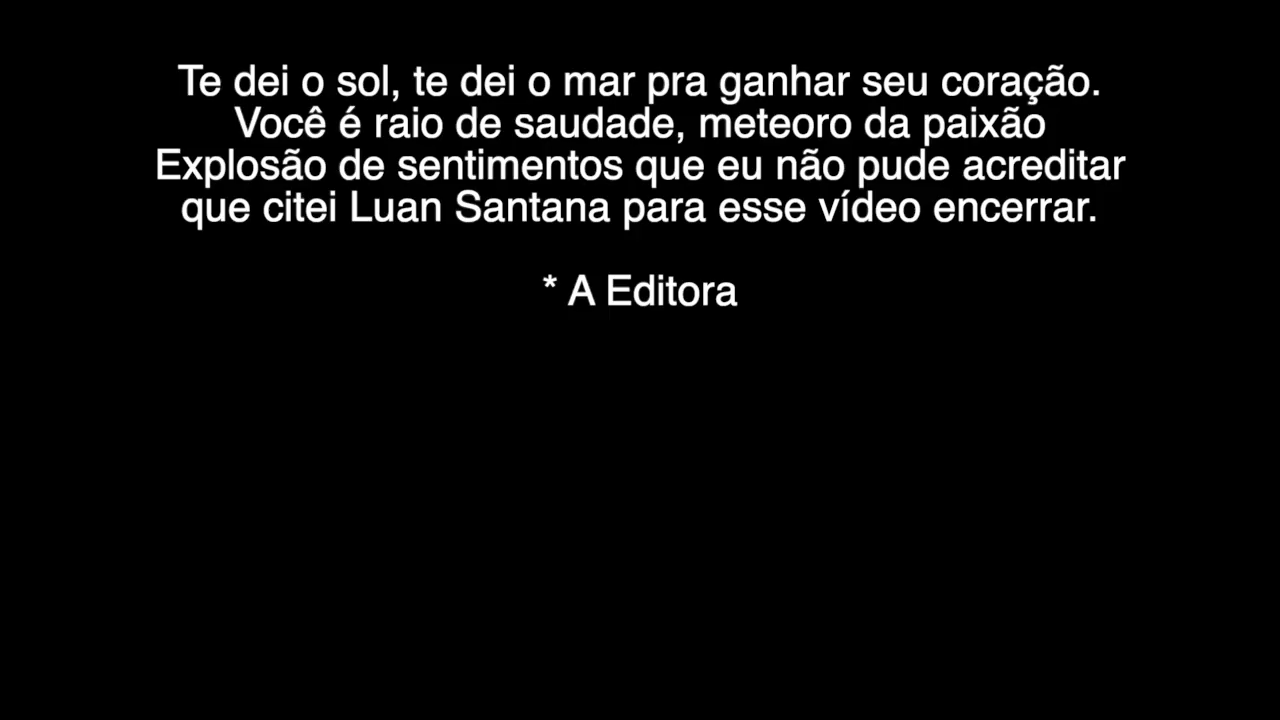 Te dei o sol, te dei o mar pra ganhar seu coração.
Você é raio de saudade, meteoro da paixão
Explosão de sentimentos que eu não pude acreditar
que citei Luan Santana para esse vídeo encerrar.
* A Editora